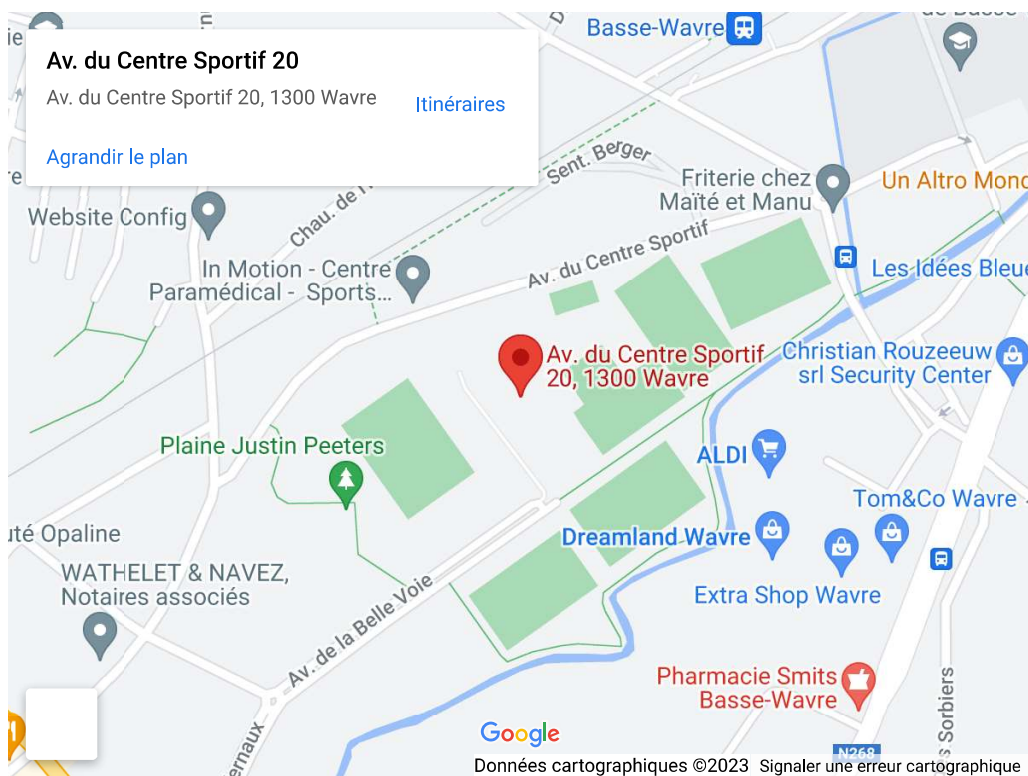 Av. du Centre Sportif 20
Av. du Centre Sportif 20, 1300 Wavre
Itinéraires
Agrandir le plan
Basse-Wavre
de Basse
Sent. Berger
Friterie chez
Maïté et Manu
Un Altro Mond
Website Config
Chau. de
Av. du Centre Sportif
In Motion - Centre
Paramédical - Sports...
Les Idées Bleue
Av. du Centre Sportif
20, 1300 Wavre
Christian Rouzeeuw
srl Security Center
Plaine Justin Peeters
ALDI
Tom&Co Wavre
uté Opaline
Dreamland Wavre
WATHELET & NAVEZ,
Notaires associés
Extra Shop Wavre
Av. de la Belle Voie
Pharmacie Smits
Basse-Wavre
s Sorbiers
ernaux
Google
N268
Données cartographiques ©2023
Signaler une erreur cartographique